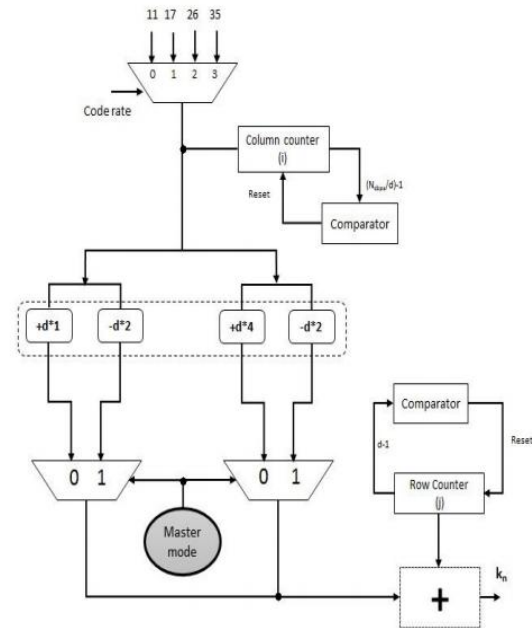 11 17 26 35
0 1 2 3
Code rate
Column counter
(i)
Reset
Comparator
+d*1 -d*2 +d*4 -d*2
0 1 0 1
Master
mode
Comparator
d-1
Reset
Row Counter
(j)
+
kn